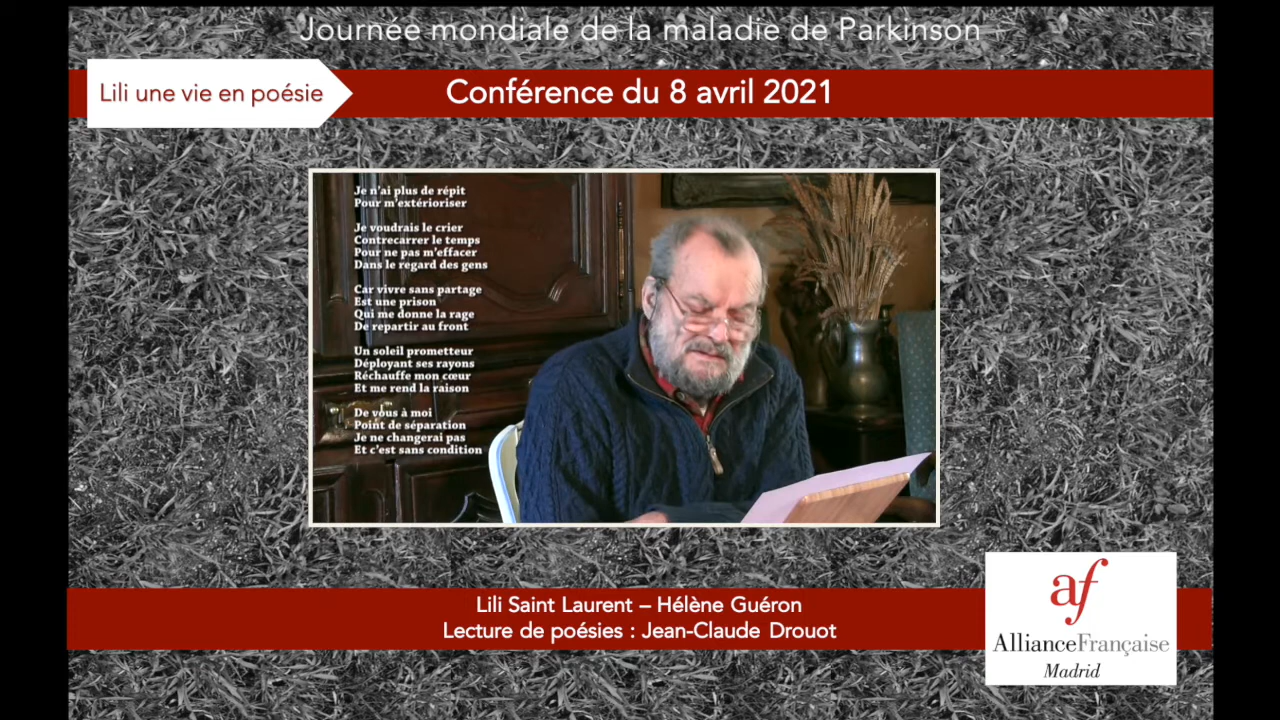 Journée mondiale de la maladie de Parkinson
Lili une vie en poésie
Conférence du 8 avril 2021
Je n'ai plus de répit
Pour m'extérioriser
Je voudrais le crier
Contrecarrer le temps
Pour ne pas m'effacer
Dans le regard des gens
Car vivre sans partage
Est une prison
Qui me donne la rage
De repartir au front
Un soleil prometteur
Déployant ses rayons
Réchauffe mon cœur
Et me rend la raison
De vous à moi
Point de séparation
Je ne changerai pas
Et c'est sans condition
Lili Saint Laurent – Hélène Guéron
Lecture de poésies : Jean-Claude Drouot
af
AllianceFrançaise
Madrid